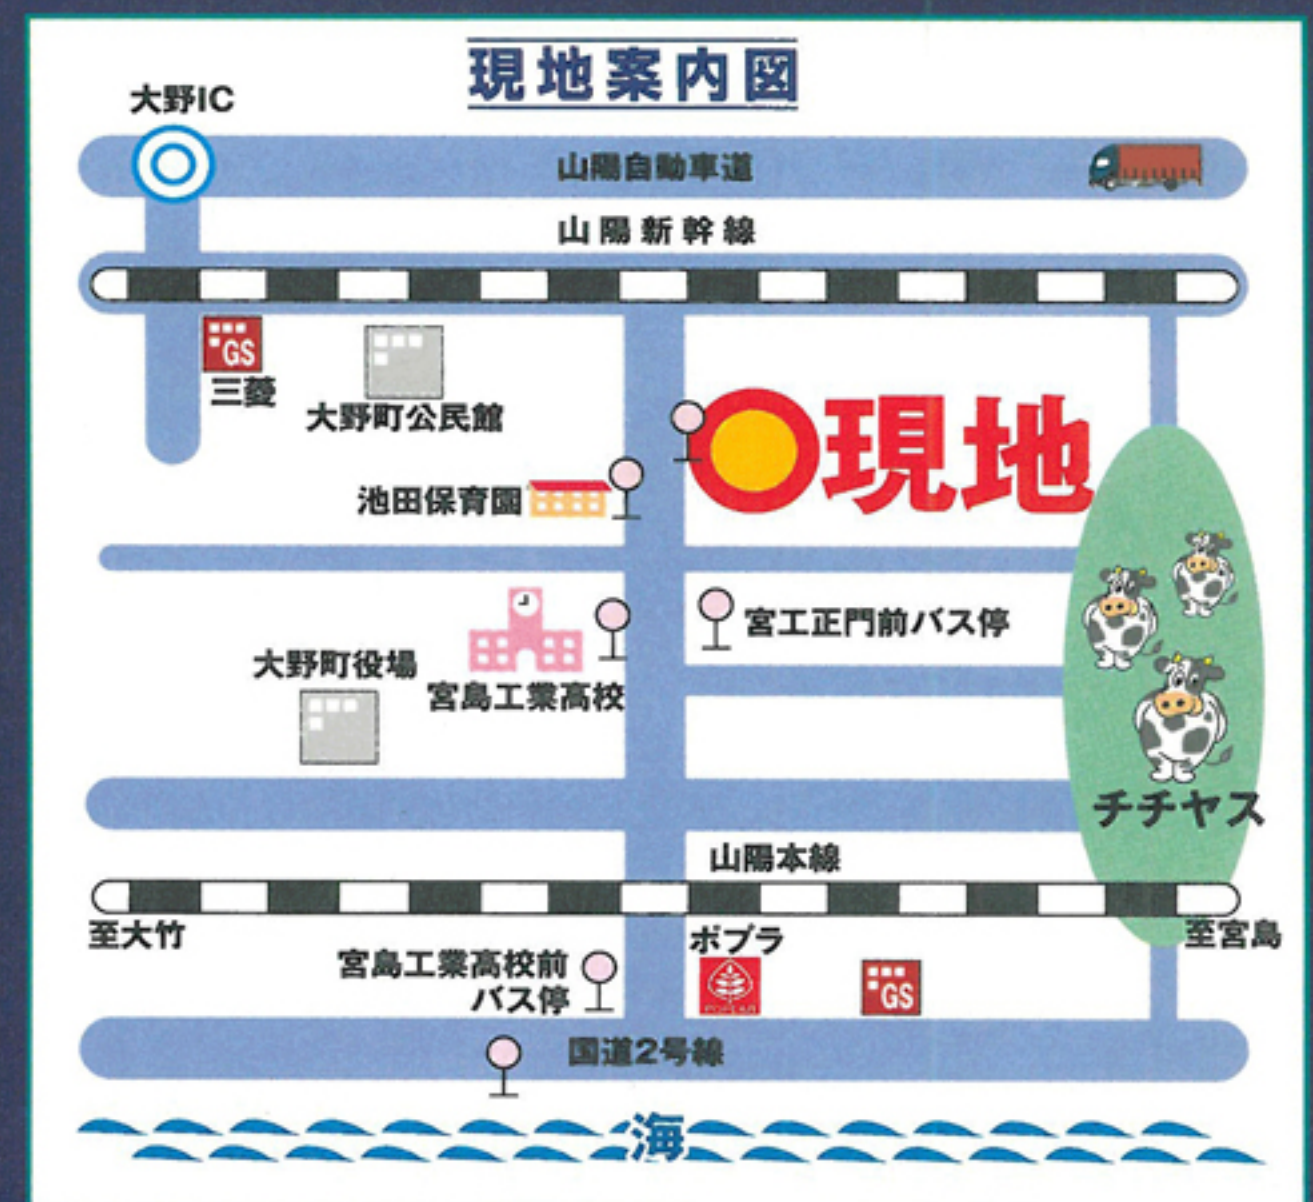 現地案内図
大野IC
山陽自動車道
山陽新幹線
GS
三菱
大野町公民館
現地
池田保育園
宮工正門前バス停
大野町役場
宮島工業高校
チチヤス
山陽本線
至大竹
ポプラ
至宮島
宮島工業高校前
バス停
POPLAR
GS
国道2号線
海